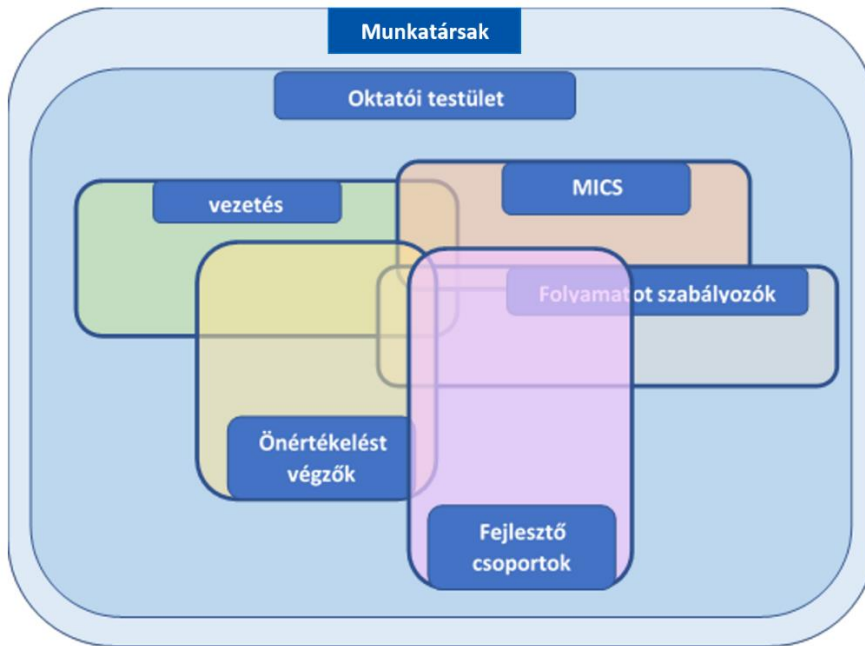 Munkatársak
Oktatói testület
vezetés
MICS
Folyamatot szabályozók
Önértékelést
végzők
Fejlesztő
csoportok